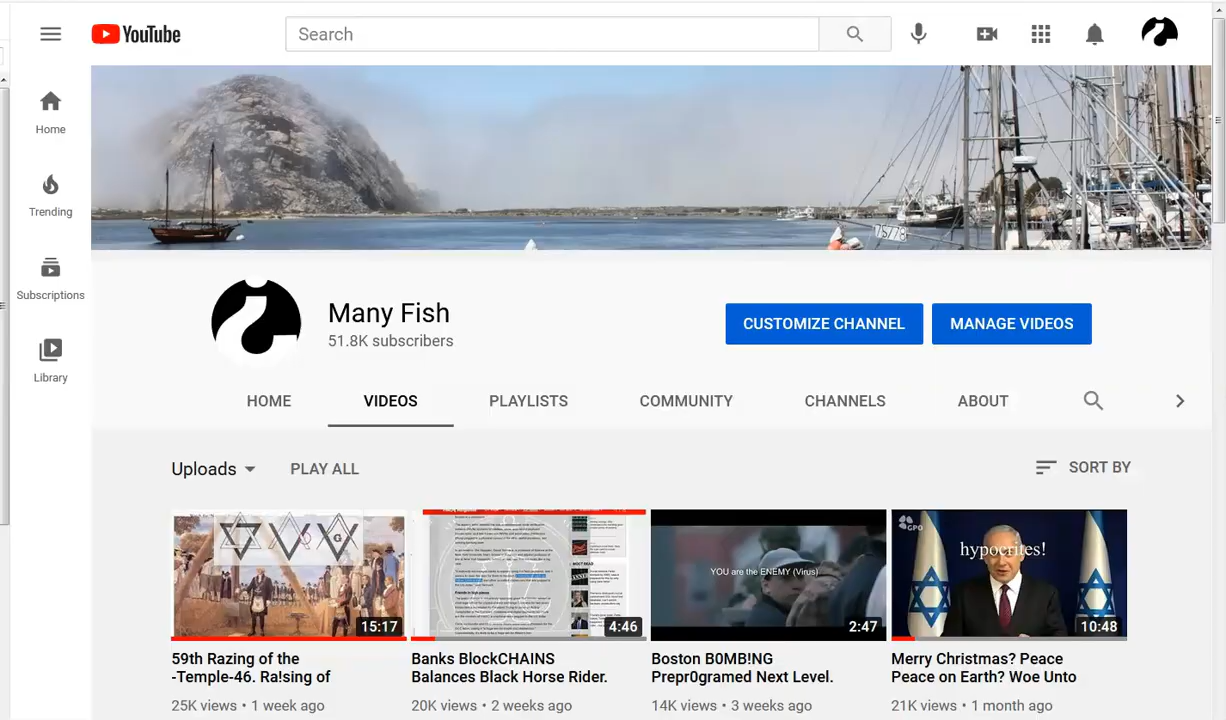 YouTube
Search
Home
Trending
Subscriptions
Library
75/78
Many Fish
51.8K subscribers
CUSTOMIZE CHANNEL
MANAGE VIDEOS
HOME
VIDEOS
PLAYLISTS
COMMUNITY
CHANNELS
ABOUT
Uploads
PLAY ALL
SORT BY
G
15:17
59th Razing of the
-Temple-46. Ra!sing of
25K views • 1 week ago
4:46
Banks BlockCHAINS
Balances Black Horse Rider.
20K views • 2 weeks ago
YOU are the ENEMY (Virus)
2:47
Boston B0MB!NG
Prepr0gramed Next Level.
14K views • 3 weeks ago
GPO
hypocrites!
10:48
Merry Christmas? Peace
Peace on Earth? Woe Unto
21K views • 1 month ago